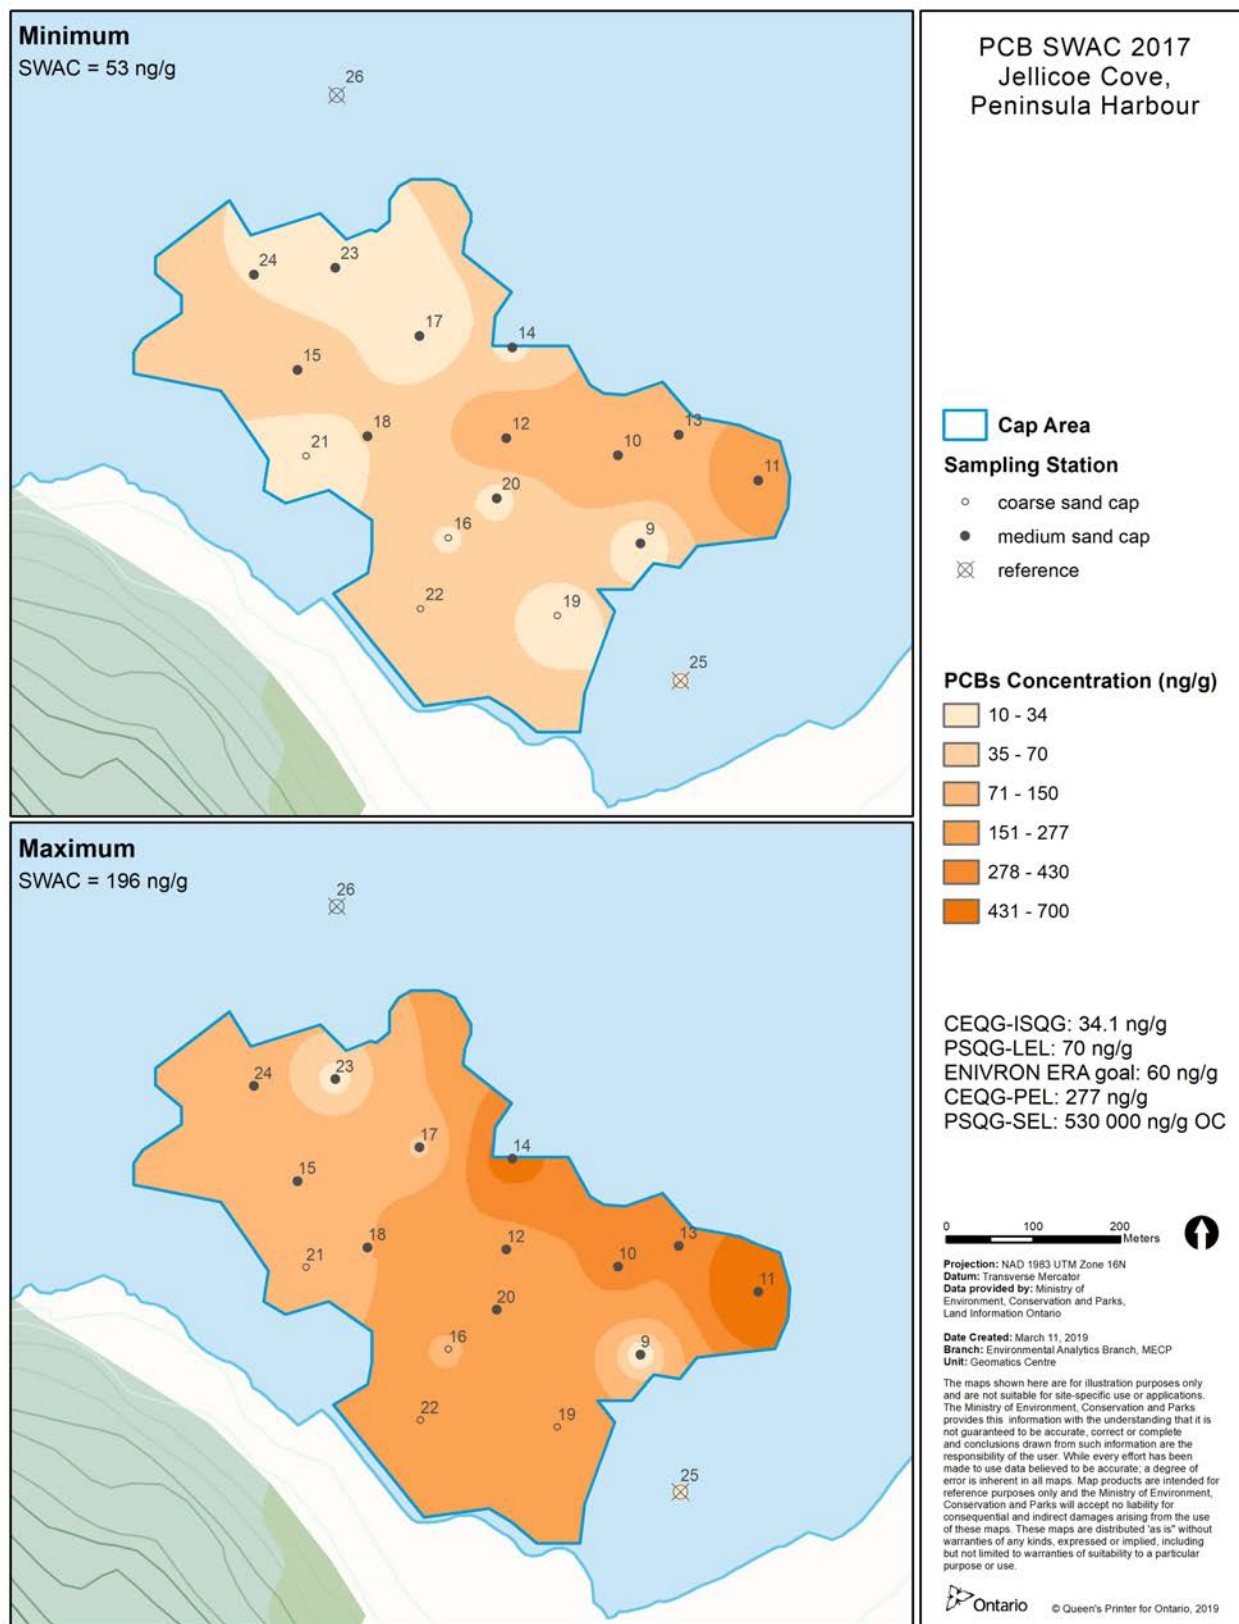 Minimum
SWAC = 53 ng/g
26
24
23
17
14
15
18
12
13
21
10
11
20
16
9
22
19
25
Maximum
SWAC = 196 ng/g
26
24
23
17
14
15
18
12
13
21
10
11
20
16
9
22
19
25
PCB SWAC 2017
Jellicoe Cove,
Peninsula Harbour
Cap Area
Sampling Station
coarse sand cap
medium sand cap
reference
PCBs Concentration (ng/g)
10 - 34
35 - 70
71 - 150
151 - 277
278 - 430
431 - 700
CEQG-ISQG: 34.1 ng/g
PSQG-LEL: 70 ng/g
ENIVRON ERA goal: 60 ng/g
CEQG-PEL: 277 ng/g
PSQG-SEL: 530 000 ng/g OC
0 100 200
Meters
Projection: NAD 1983 UTM Zone 16N
Datum: Transverse Mercator
Data provided by: Ministry of
Environment, Conservation and Parks,
Land Information Ontario
Date Created: March 11, 2019
Branch: Environmental Analytics Branch, MECP
Unit: Geomatics Centre
The maps shown here are for illustration purposes only
and are not suitable for site-specific use or applications.
The Ministry of Environment, Conservation and Parks
provides this information with the understanding that it is
not guaranteed to be accurate, correct or complete
and conclusions drawn from such information are the
responsibility of the user. While every effort has been
made to use data believed to be accurate; a degree of
error is inherent in all maps. Map products are intended for
reference purposes only and the Ministry of Environment,
Conservation and Parks will accept no liability for
consequential and indirect damages arising from the use
of these maps. These maps are distributed 'as is" without
warranties of any kinds, expressed or implied, including
but not limited to warranties of suitability to a particular
purpose or use.
Ontario © Queen's Printer for Ontario, 2019